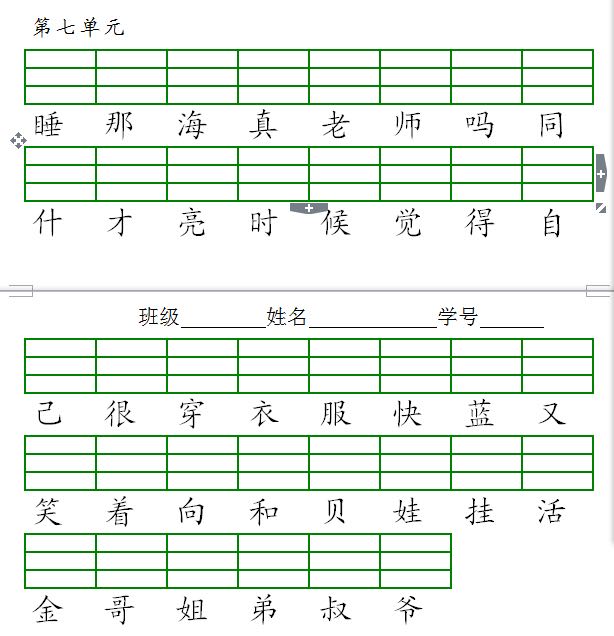 第七单元
睡 那 海 真 老 师 吗 同
什 才 亮 时 候 觉 得 自
班级________姓名____________学号______
己 很 穿 衣 服 快 蓝 又
笑 着 向 和 贝 娃 挂 活
金 哥 姐 弟 叔 爷